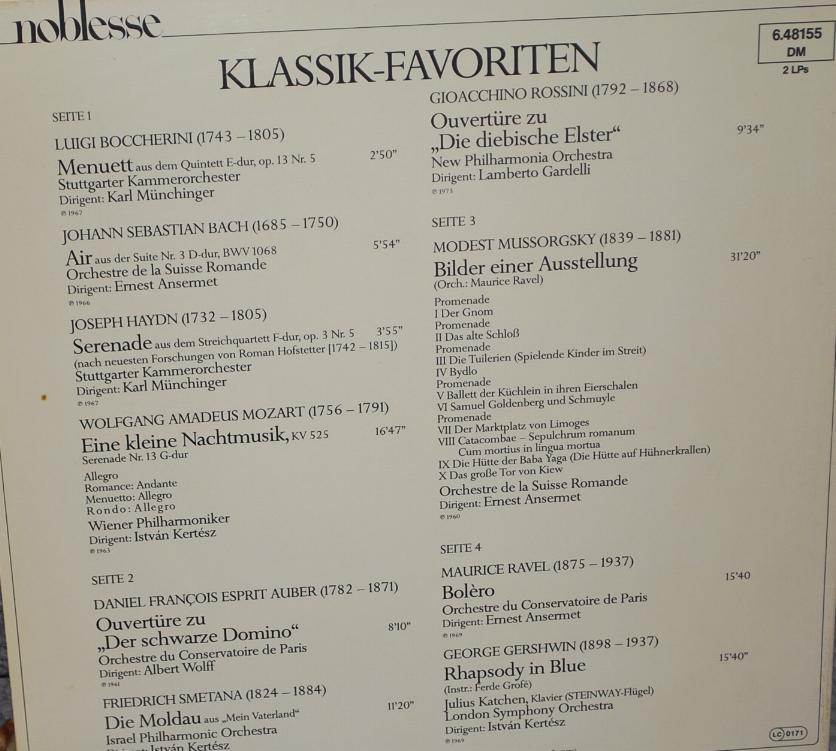 noblesse
KLASSIK-FAVORITEN
6.48155
DM
2 LPs
SEITE 1
LUIGI BOCCHERINI (1743 – 1805)
Menuett aus dem Quintett E-dur, op. 13 Nr. 5 2'50"
Stuttgarter Kammerorchester
Dirigent: Karl Münchinger
℗ 1967
JOHANN SEBASTIAN BACH (1685 – 1750)
Air aus der Suite Nr. 3 D-dur, BWV 1068 5'54"
Orchestre de la Suisse Romande
Dirigent: Ernest Ansermet
℗ 1966
JOSEPH HAYDN (1732 – 1805)
Serenade aus dem Streichquartett F-dur, op. 3 Nr. 5 3'55"
(nach neuesten Forschungen von Roman Hofstetter [1742 – 1815])
Stuttgarter Kammerorchester
Dirigent: Karl Münchinger
℗ 1967
WOLFGANG AMADEUS MOZART (1756 – 1791)
Eine kleine Nachtmusik, KV 525 16'47"
Serenade Nr. 13 G-dur
Allegro
Romance: Andante
Menuetto: Allegro
Rondo: Allegro
Wiener Philharmoniker
Dirigent: István Kertész
℗ 1963
SEITE 2
DANIEL FRANÇOIS ESPRIT AUBER (1782 – 1871)
Ouvertüre zu
„Der schwarze Domino“ 8'10"
Orchestre du Conservatoire de Paris
Dirigent: Albert Wolff
℗ 1961
FRIEDRICH SMETANA (1824 – 1884)
Die Moldau aus „Mein Vaterland“ 11'20"
Israel Philharmonic Orchestra
Dirigent: István Kertész
GIOACCHINO ROSSINI (1792 – 1868)
Ouvertüre zu
„Die diebische Elster“ 9'34"
New Philharmonia Orchestra
Dirigent: Lamberto Gardelli
℗ 1973
SEITE 3
MODEST MUSSORGSKY (1839 – 1881)
Bilder einer Ausstellung 31'20"
(Orch.: Maurice Ravel)
Promenade
I Der Gnom
Promenade
II Das alte Schloß
Promenade
III Die Tuilerien (Spielende Kinder im Streit)
IV Bydlo
Promenade
V Ballett der Küchlein in ihren Eierschalen
VI Samuel Goldenberg und Schmuyle
Promenade
VII Der Marktplatz von Limoges
VIII Catacombae – Sepulchrum romanum
Cum mortius in lingua mortua
IX Die Hütte der Baba Yaga (Die Hütte auf Hühnerkrallen)
X Das große Tor von Kiew
Orchestre de la Suisse Romande
Dirigent: Ernest Ansermet
℗ 1960
SEITE 4
MAURICE RAVEL (1875 – 1937)
Bolèro 15'40
Orchestre du Conservatoire de Paris
Dirigent: Ernest Ansermet
℗ 1969
GEORGE GERSHWIN (1898 – 1937)
Rhapsody in Blue 15'40"
(Instr.: Ferde Grofè)
Julius Katchen, Klavier (STEINWAY-Flügel)
London Symphony Orchestra
Dirigent: István Kertész
℗ 1969
LC 0171